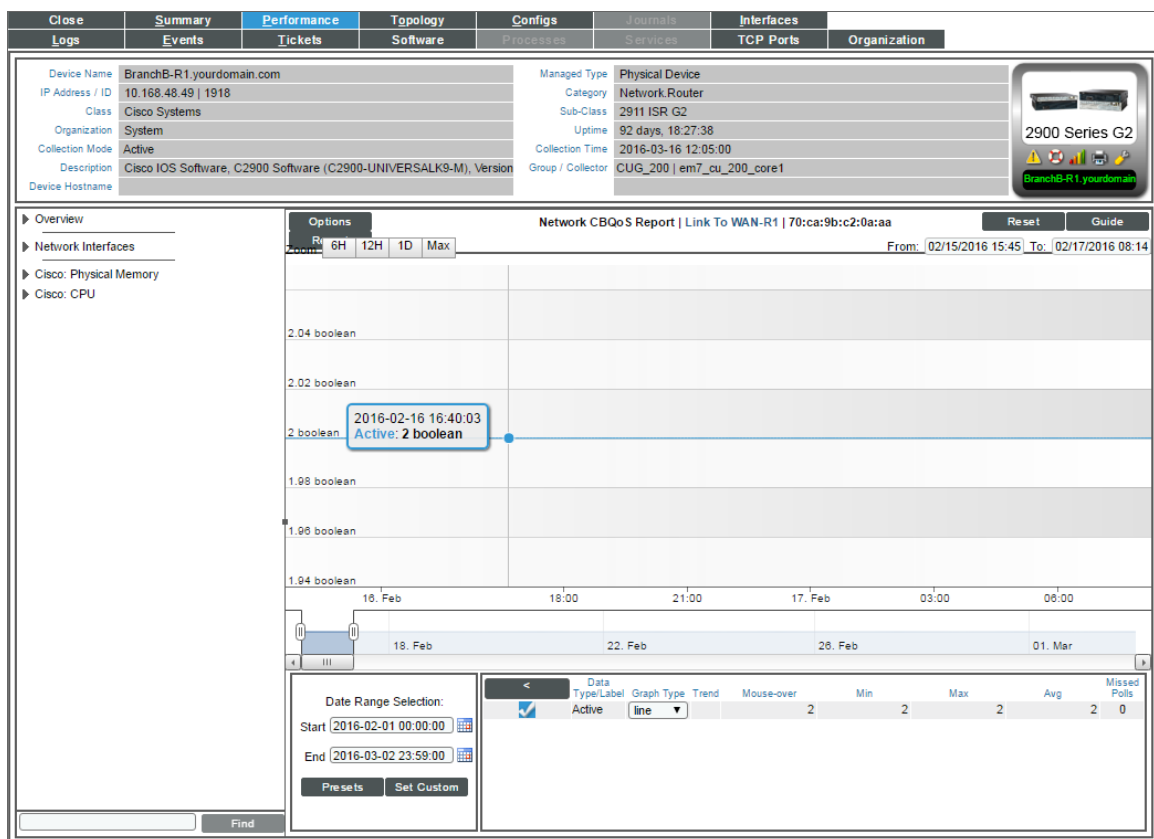 Close Summary Performance Topology Configs Journals Interfaces
Logs Events Tickets Software Processes Services TCP Ports Organization
Device Name BranchB-R1.yourdomain.com Managed Type Physical Device
IP Address / ID 10.168.48.49 | 1918 Category Network.Router
Class Cisco Systems Sub-Class 2911 ISR G2
Organization System Uptime 92 days, 18:27:38
Collection Mode Active Collection Time 2016-03-16 12:05:00
Description Cisco IOS Software, C2900 Software (C2900-UNIVERSALK9-M), Version Group / Collector CUG_200 | em7_cu_200_core1
Device Hostname
2900 Series G2
BranchB-R1.yourdomain
Overview
Network Interfaces
Cisco: Physical Memory
Cisco: CPU
Find
Options Network CBQoS Report | Link To WAN-R1 | 70:ca:9b:c2:0a:aa Reset Guide
Zoom 6H 12H 1D Max From: 02/15/2016 15:45 To: 02/17/2016 08:14
2.04 boolean
2.02 boolean
2016-02-16 16:40:03
Active: 2 boolean
2 boolean
1.98 boolean
1.96 boolean
1.94 boolean
16. Feb 18:00 21:00 17. Feb 03:00 06:00
18. Feb 22. Feb 26. Feb 01. Mar
Date Range Selection:
Start 2016-02-01 00:00:00
End 2016-03-02 23:59:00
Presets Set Custom
< Data Type/Label Graph Type Trend Mouse-over Min Max Avg Missed Polls
Active line 2 2 2 2 0